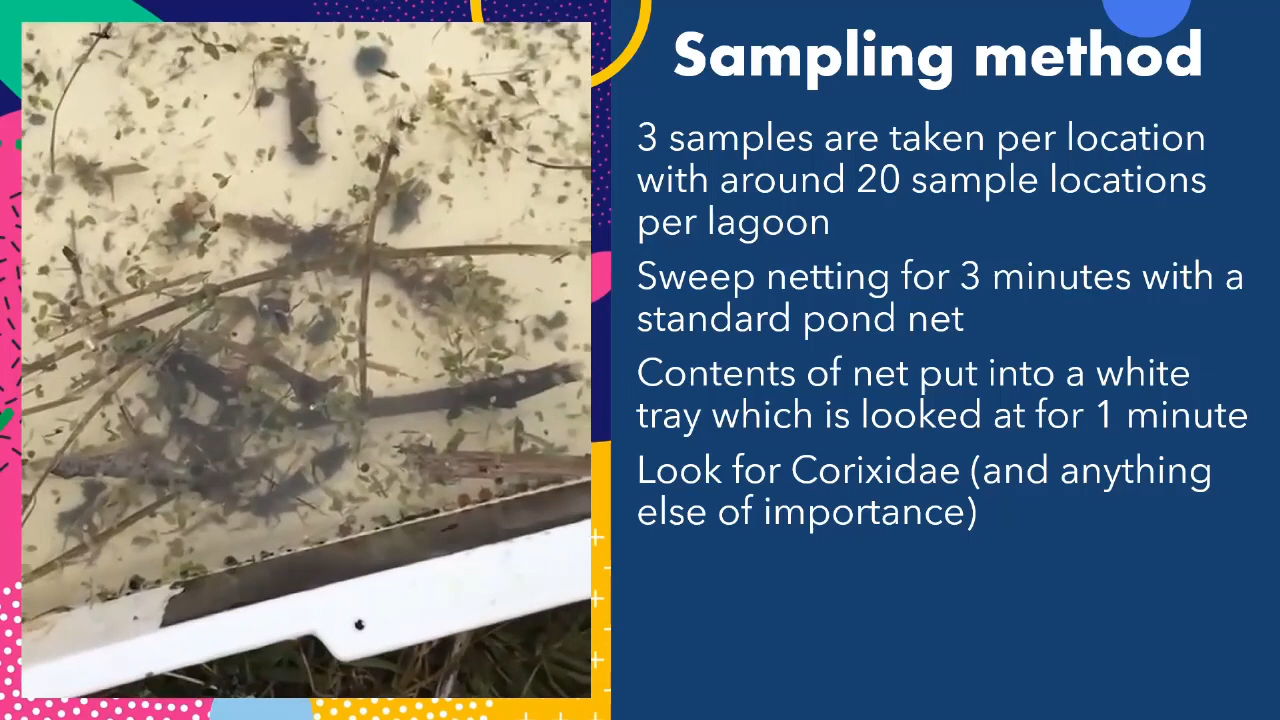 Sampling method
3 samples are taken per location
with around 20 sample locations
per lagoon
Sweep netting for 3 minutes with a
standard pond net
Contents of net put into a white
tray which is looked at for 1 minute
Look for Corixidae (and anything
else of importance)